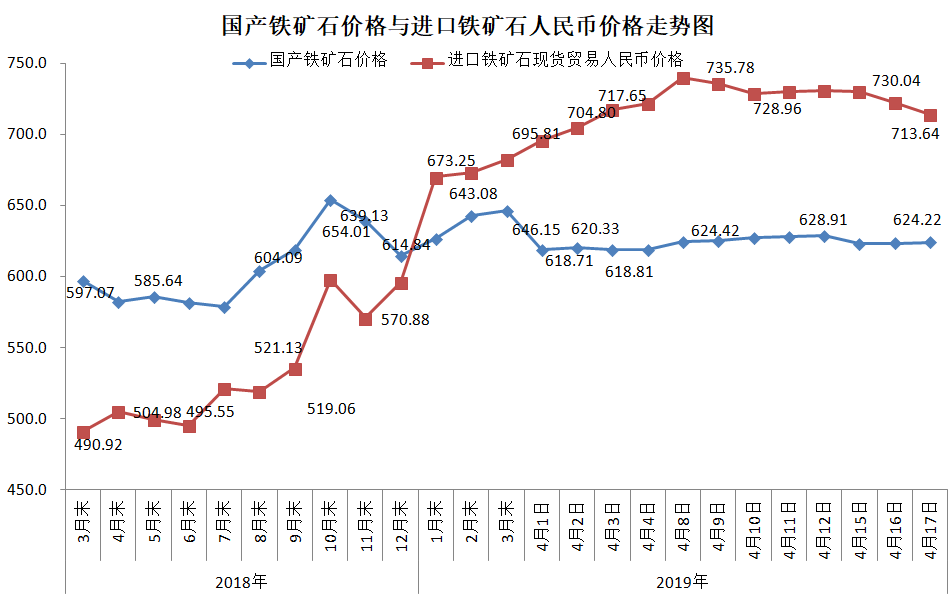 国产铁矿石价格与进口铁矿石人民币价格走势图
国产铁矿石价格
进口铁矿石现货贸易人民币价格
750.0
700.0
650.0
600.0
550.0
500.0
450.0
597.07
585.64
604.09
654.01
639.13
614.84
643.08
646.15
618.71
620.33
618.81
624.42
628.91
624.22
490.92
504.98
495.55
521.13
519.06
570.88
673.25
695.81
704.80
717.65
735.78
728.96
730.04
713.64
3月末
4月末
5月末
6月末
7月末
8月末
9月末
10月末
11月末
12月末
1月末
2月末
3月末
4月1日
4月2日
4月3日
4月4日
4月8日
4月9日
4月10日
4月11日
4月12日
4月15日
4月16日
4月17日
2018年
2019年